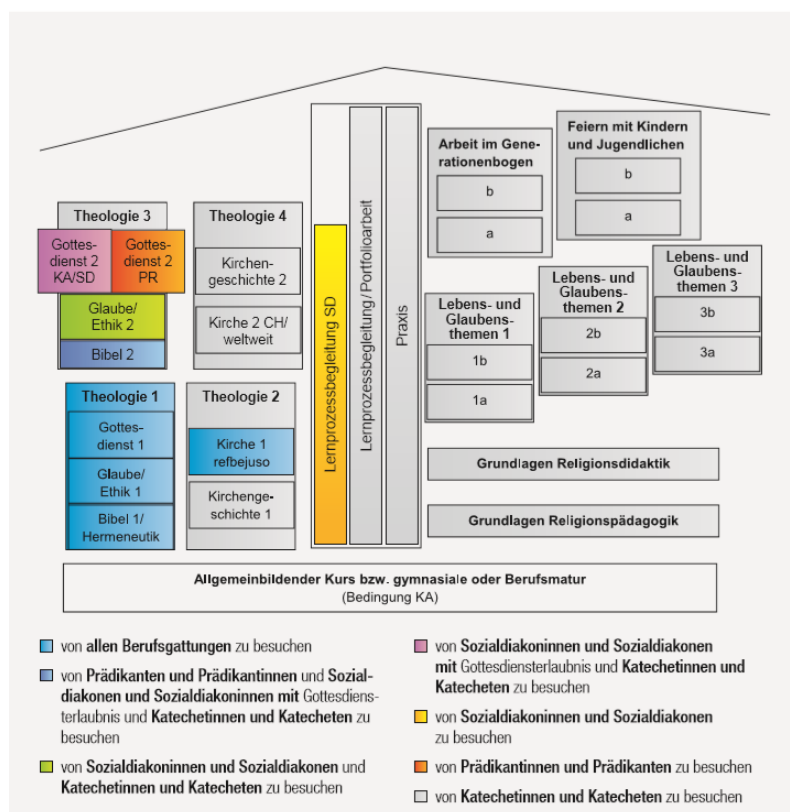 Theologie 3
Gottes-
dienst 2
KA/SD
Gottes-
dienst 2
PR
Glaube/
Ethik 2
Bibel 2
Theologie 4
Kirchen-
geschichte 2
Kirche 2 CH/
weltweit
Theologie 1
Gottes-
dienst 1
Glaube/
Ethik 1
Bibel 1/
Hermeneutik
Theologie 2
Kirche 1
refbejuso
Kirchenge-
schichte 1
Lernprozessbegleitung SD
Lernprozessbegleitung/Portfolioarbeit
Praxis
Arbeit im Gene-
rationenbogen
b
a
Feiern mit Kindern
und Jugendlichen
b
a
Lebens- und
Glaubens-
themen 1
1b
1a
Lebens- und
Glaubens-
themen 2
2b
2a
Lebens- und
Glaubens-
themen 3
3b
3a
Grundlagen Religionsdidaktik
Grundlagen Religionspädagogik
Allgemeinbildender Kurs bzw. gymnasiale oder Berufsmatur
(Bedingung KA)
von allen Berufsgattungen zu besuchen
von Prädikanten und Prädikantinnen und Sozial-
diakonen und Sozialdiakoninnen mit Gottesdiens-
terlaubnis und Katechetinnen und Katecheten zu
besuchen
von Sozialdiakoninnen und Sozialdiakonen und
Katechetinnen und Katecheten zu besuchen
von Sozialdiakoninnen und Sozialdiakonen
mit Gottesdiensterlaubnis und Katechetinnen und
Katecheten zu besuchen
von Sozialdiakoninnen und Sozialdiakonen
zu besuchen
von Prädikantinnen und Prädikanten zu besuchen
von Katechetinnen und Katecheten zu besuchen